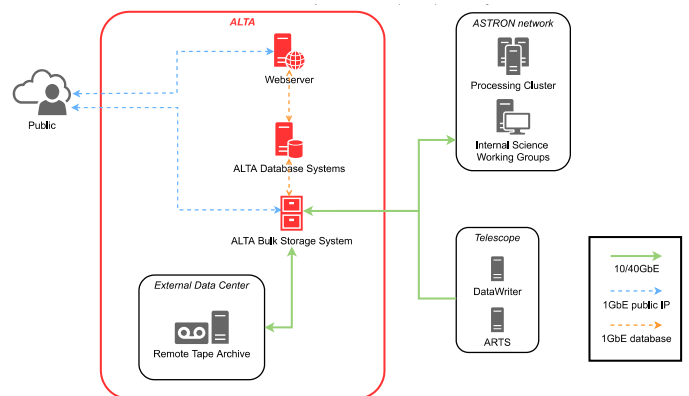 ALTA
ASTRON network
Webserver
Processing Cluster
Public
Internal Science
Working Groups
ALTA Database Systems
ALTA Bulk Storage System
Telescope
DataWriter
ARTS
External Data Center
Remote Tape Archive
10/40GbE
1GbE public IP
1GbE database